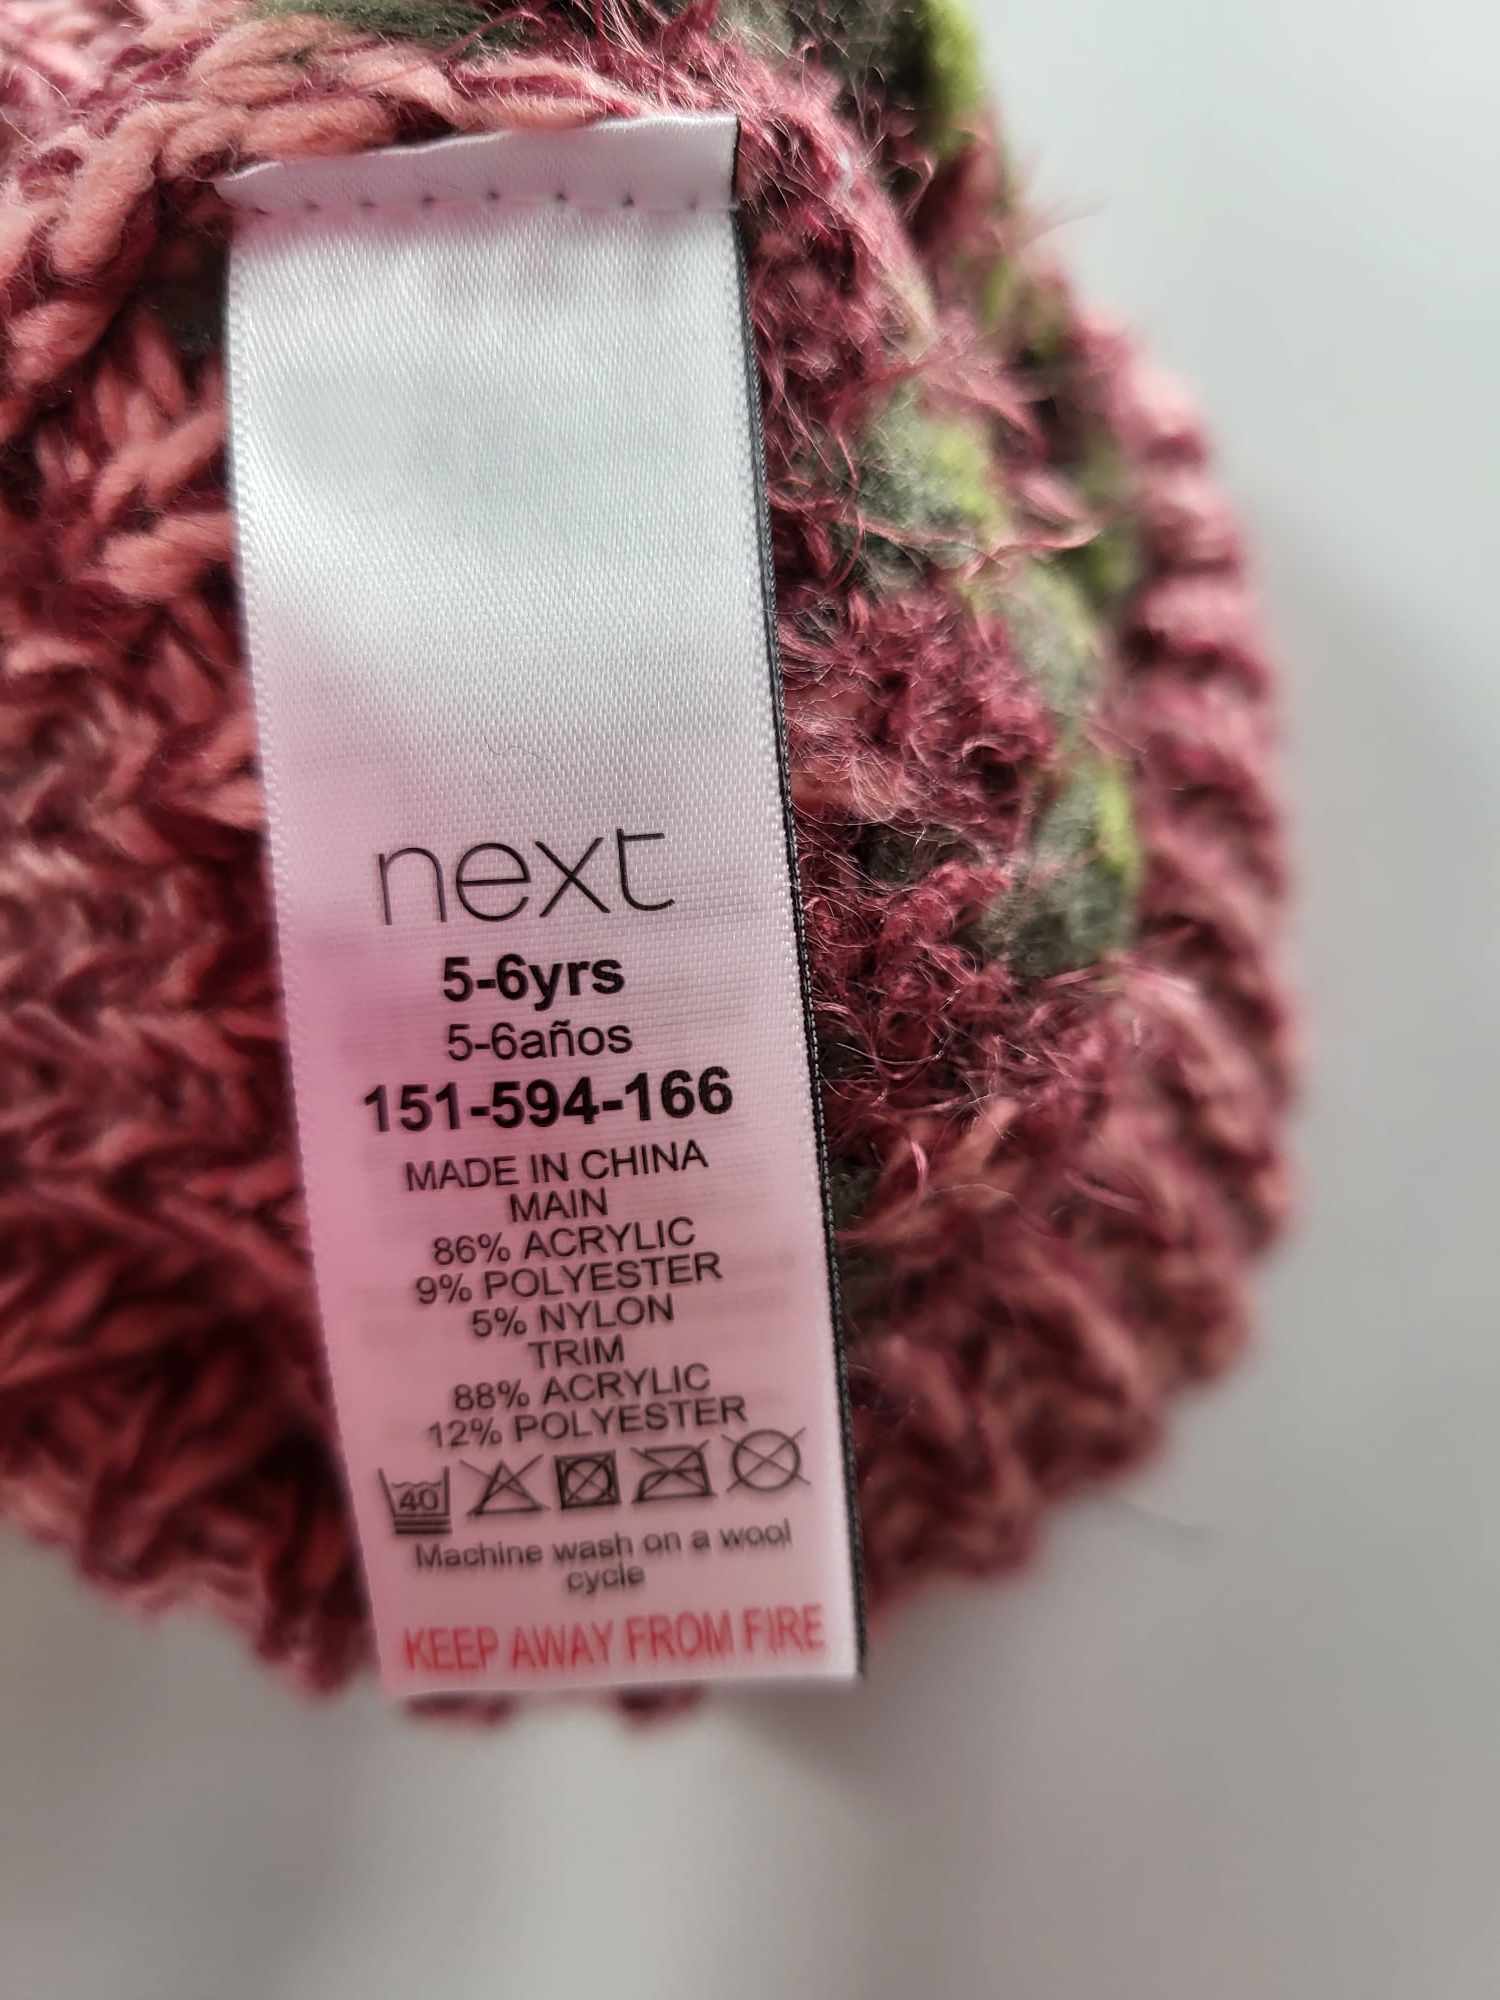 next
5-6yrs
5-6años
151-594-166
MADE IN CHINA
MAIN
86% ACRYLIC
9% POLYESTER
5% NYLON
TRIM
88% ACRYLIC
12% POLYESTER
40
Machine wash on a wool
cycle
KEEP AWAY FROM FIRE